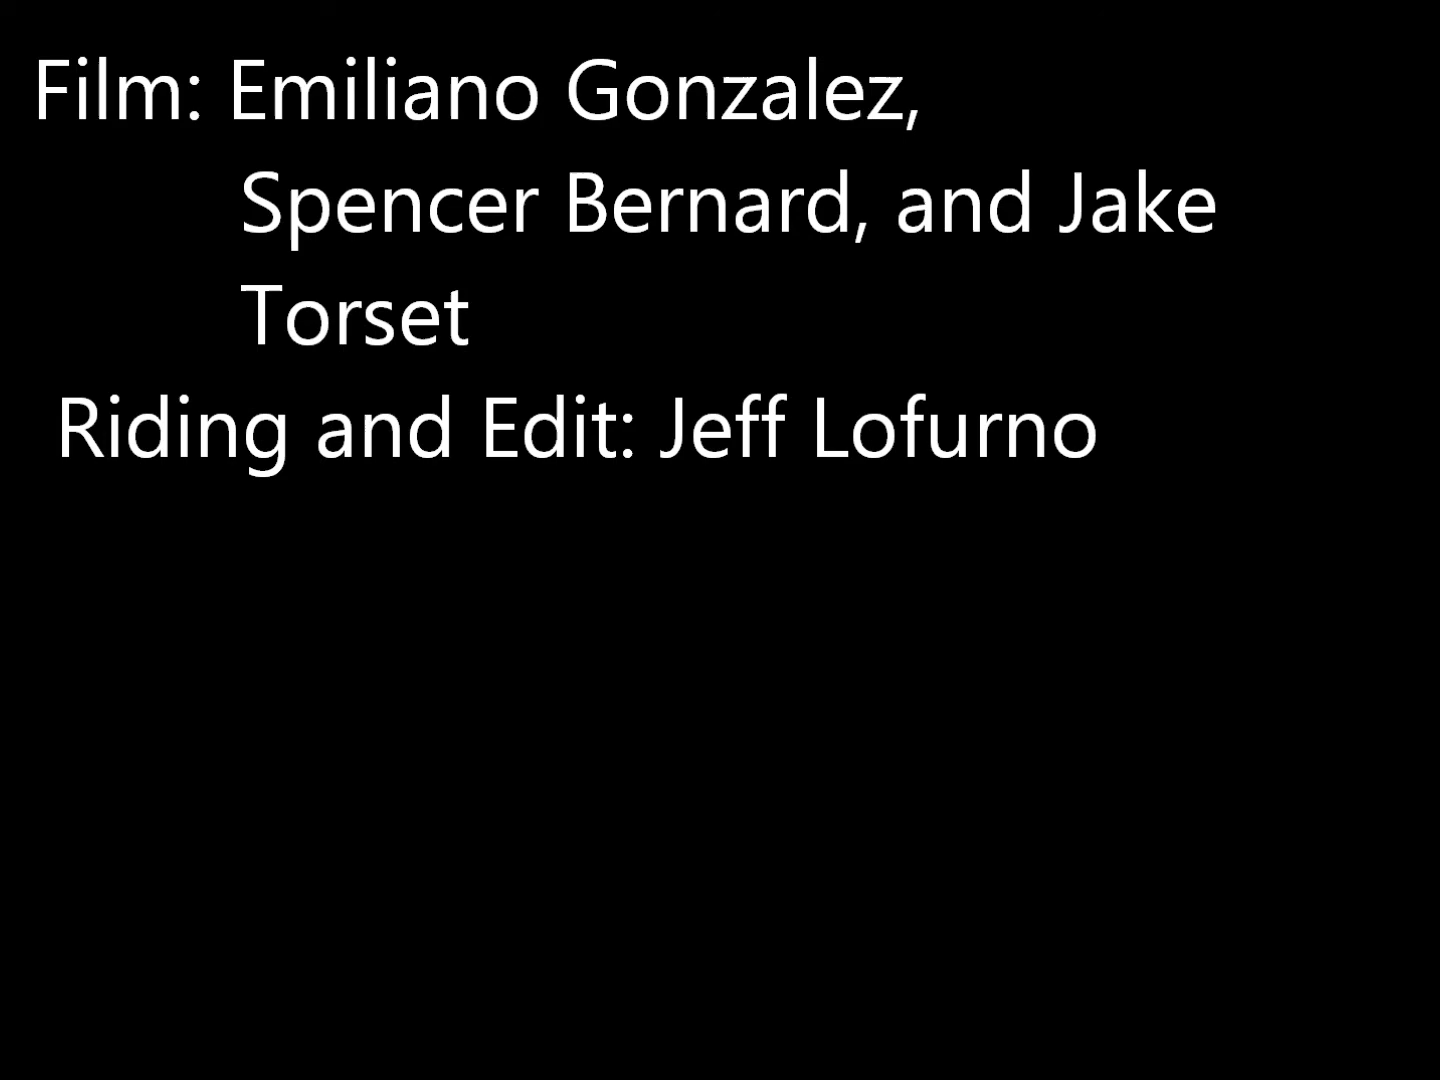 Film: Emiliano Gonzalez,
Spencer Bernard, and Jake
Torset
Riding and Edit: Jeff Lofurno